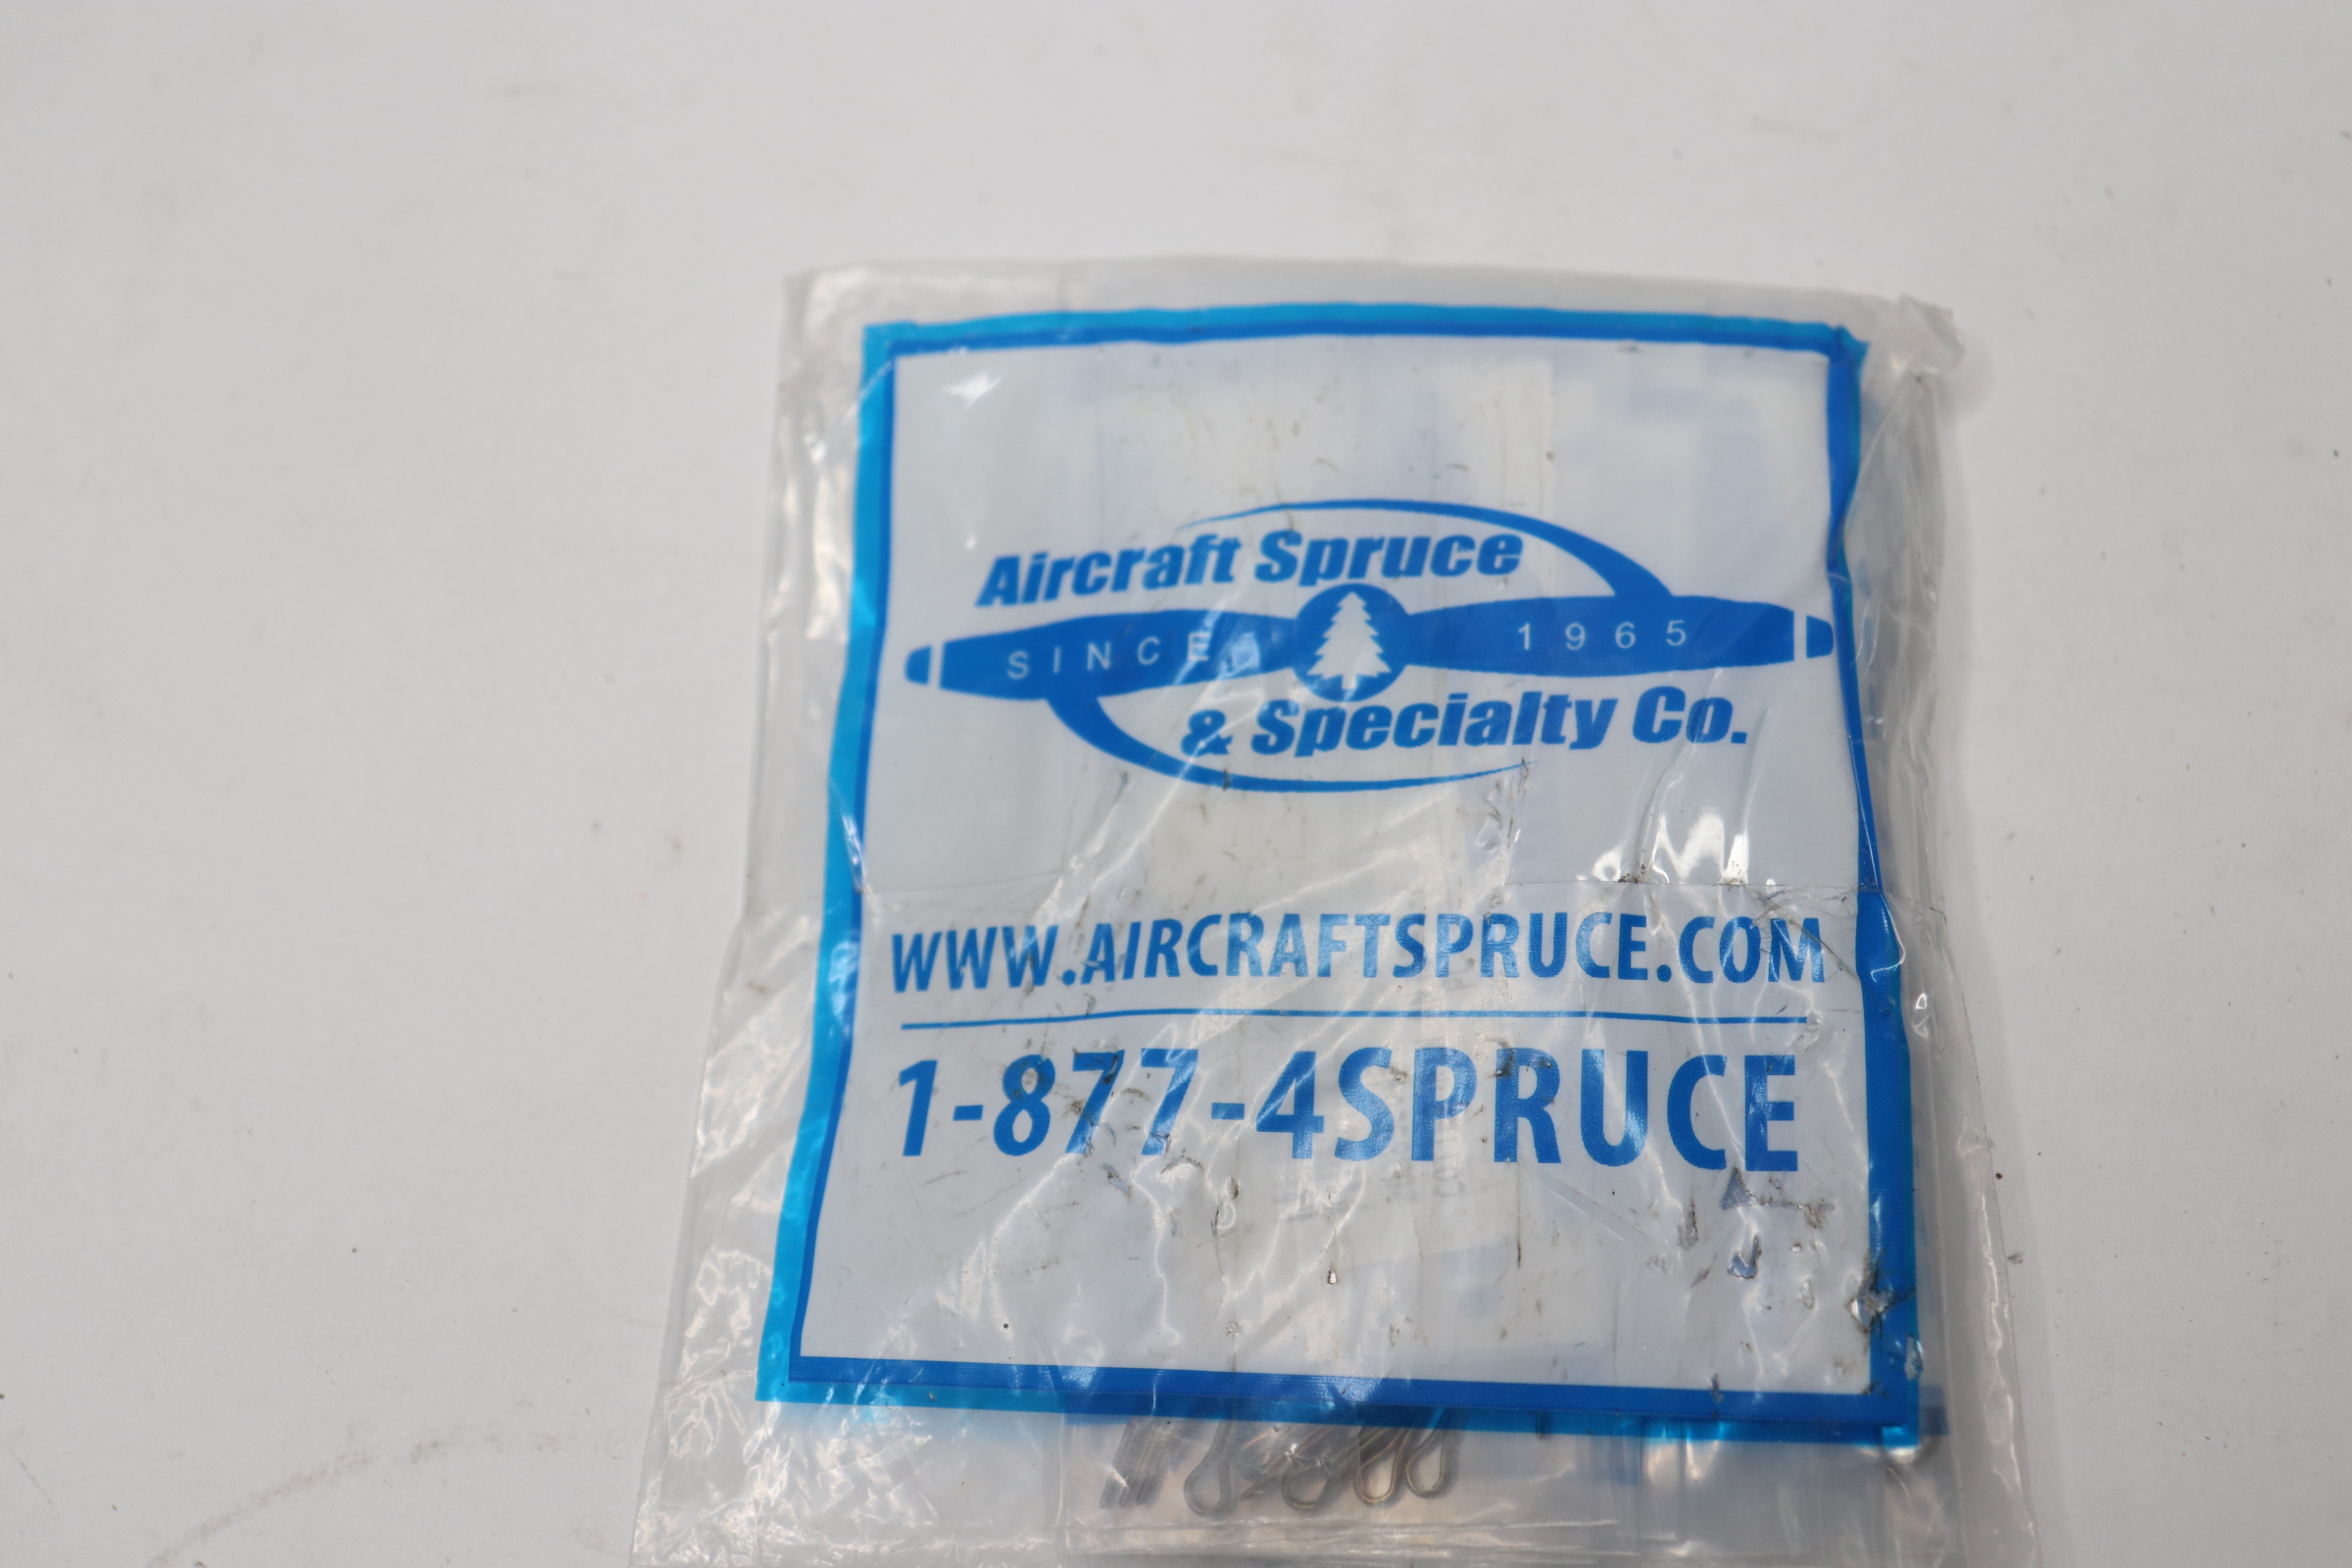 Aircraft Spruce
SINCE 1965
& Specialty Co.
WWW.AIRCRAFTSPRUCE.COM
1-877-4SPRUCE